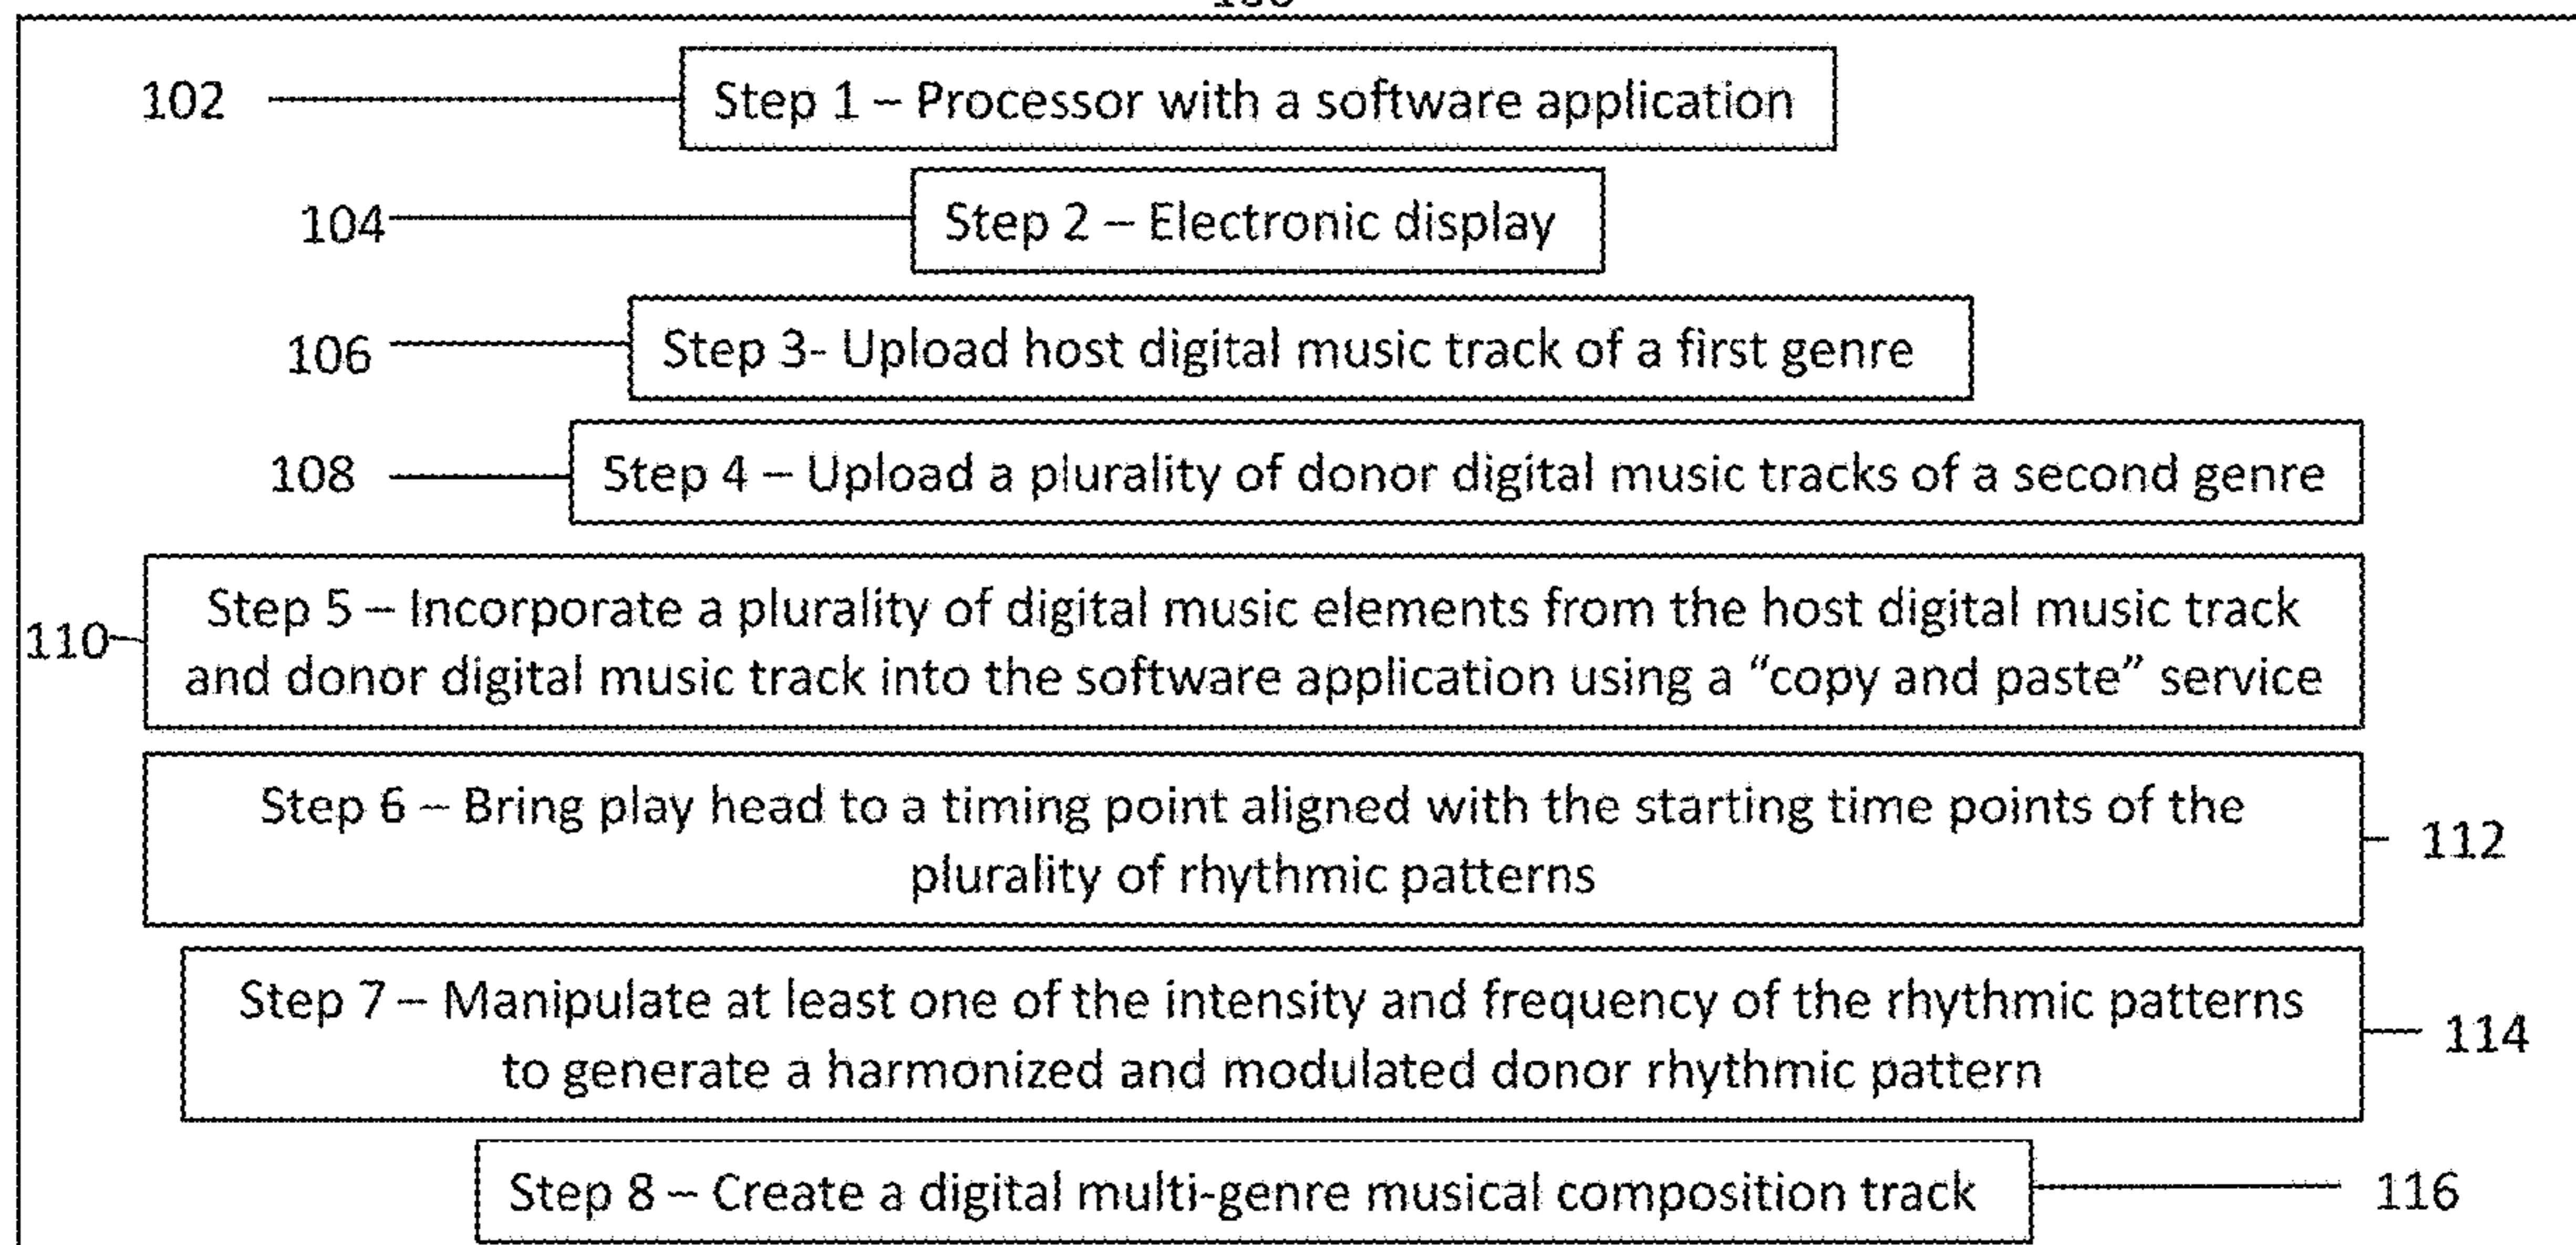 102 Step 1 – Processor with a software application
104 Step 2 – Electronic display
106 Step 3- Upload host digital music track of a first genre
108 Step 4 – Upload a plurality of donor digital music tracks of a second genre
Step 5 – Incorporate a plurality of digital music elements from the host digital music track
110
and donor digital music track into the software application using a “copy and paste” service
Step 6 – Bring play head to a timing point aligned with the starting time points of the
112
plurality of rhythmic patterns
Step 7 – Manipulate at least one of the intensity and frequency of the rhythmic patterns
114
to generate a harmonized and modulated donor rhythmic pattern
Step 8 – Create a digital multi-genre musical composition track 116